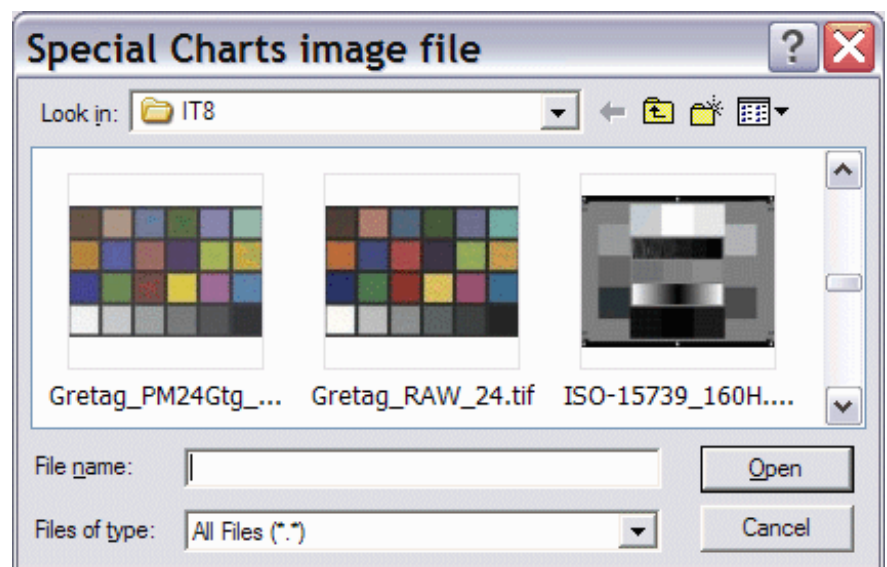 Special Charts image file
Look in: IT8
Gretag_PM24Gtg_... Gretag_RAW_24.tif ISO-15739_160H....
File name: Open
Files of type: All Files (*.*) Cancel